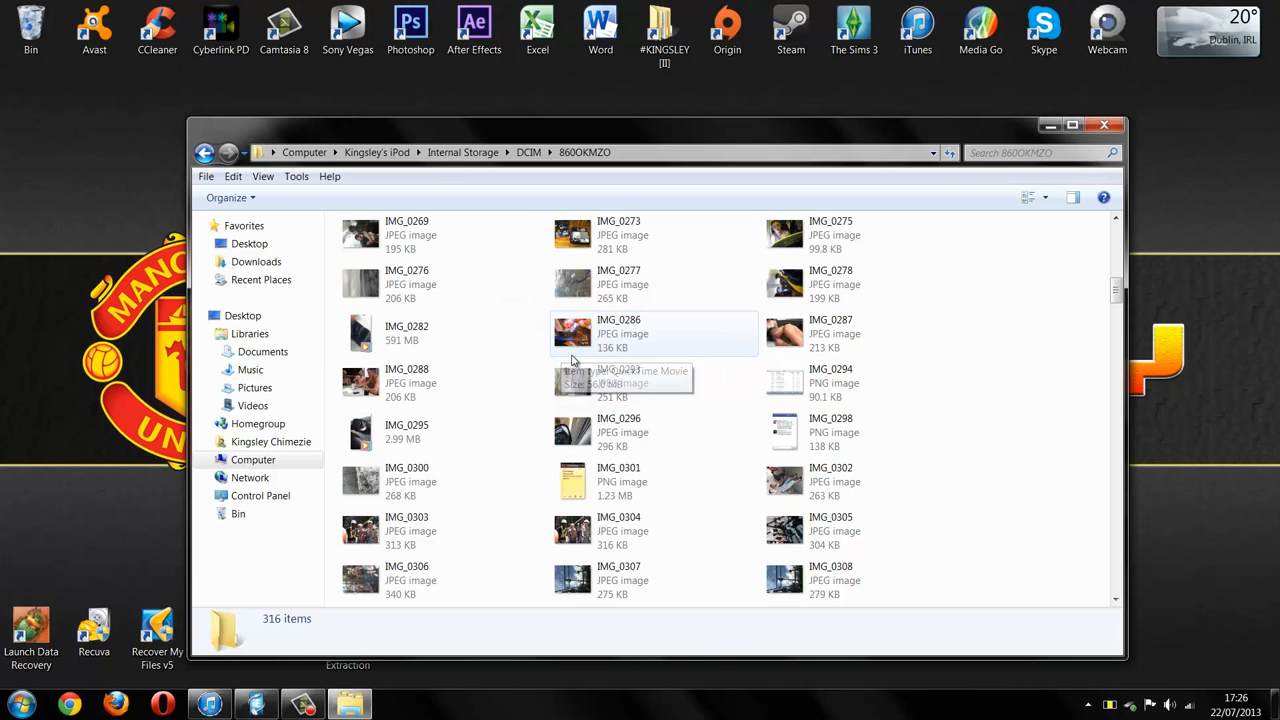 Bin
Avast
CCleaner
Cyberlink PD
Camtasia 8
Sony Vegas
Photoshop
After Effects
Excel
Word
#KINGSLEY
[II]
Origin
Steam
The Sims 3
iTunes
Media Go
Skype
Webcam
20°
Dublin, IRL
Computer
Kingsley's iPod
Internal Storage
DCIM
860OKMZO
Search 860OKMZO
File
Edit
View
Tools
Help
Organize
Favorites
Desktop
Downloads
Recent Places
Desktop
Libraries
Documents
Music
Pictures
Videos
Homegroup
Kingsley Chimezie
Computer
Network
Control Panel
Bin
IMG_0269
JPEG image
195 KB
IMG_0273
JPEG image
281 KB
IMG_0275
JPEG image
99.8 KB
IMG_0276
JPEG image
206 KB
IMG_0277
JPEG image
265 KB
IMG_0278
JPEG image
199 KB
IMG_0282
591 MB
IMG_0286
JPEG image
136 KB
IMG_0287
JPEG image
213 KB
IMG_0288
JPEG image
206 KB
Item type: QuickTime Movie
251 KB
IMG_0294
PNG image
90.1 KB
IMG_0295
2.99 MB
IMG_0296
JPEG image
296 KB
IMG_0298
PNG image
138 KB
IMG_0300
JPEG image
268 KB
IMG_0301
PNG image
1.23 MB
IMG_0302
JPEG image
263 KB
IMG_0303
JPEG image
313 KB
IMG_0304
JPEG image
316 KB
IMG_0305
JPEG image
304 KB
IMG_0306
JPEG image
340 KB
IMG_0307
JPEG image
275 KB
IMG_0308
JPEG image
279 KB
316 items
MANC
UN
Launch Data
Recovery
Recuva
Recover My
Files v5
Extraction
17:26
22/07/2013